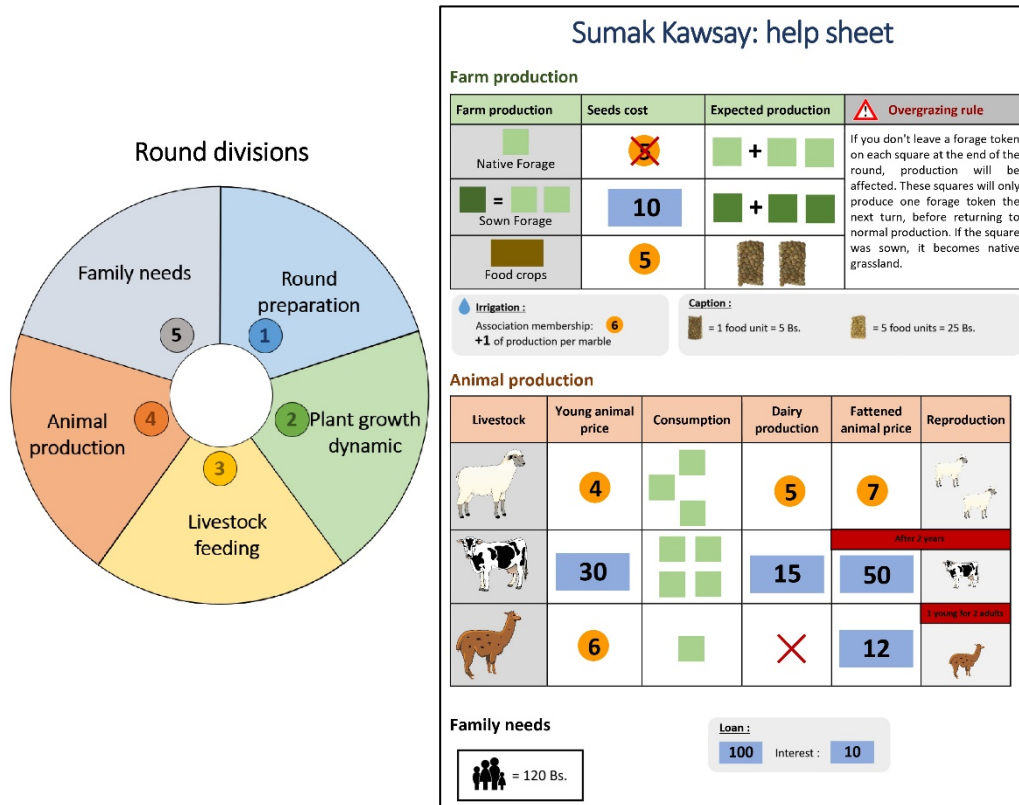 Round divisions
Family needs
5
Round
preparation
1
Animal
production
4
Plant growth
dynamic
2
3
Livestock
feeding
Sumak Kawsay: help sheet
Farm production
Farm production
Seeds cost
Expected production
Overgrazing rule
Native Forage
5
+
If you don't leave a forage token
on each square at the end of the
round, production will be
affected. These squares will only
produce one forage token the
next turn, before returning to
normal production. If the square
was sown, it becomes native
grassland.
=
Sown Forage
10
+
Food crops
5
Irrigation :
Association membership: 6
+1 of production per marble
Caption :
= 1 food unit = 5 Bs.
= 5 food units = 25 Bs.
Animal production
Livestock
Young animal
price
Consumption
Dairy
production
Fattened
animal price
Reproduction
4
5
7
After 2 years
30
15
50
1 young for 2 adults
6
12
Family needs
= 120 Bs.
Loan :
100 Interest : 10